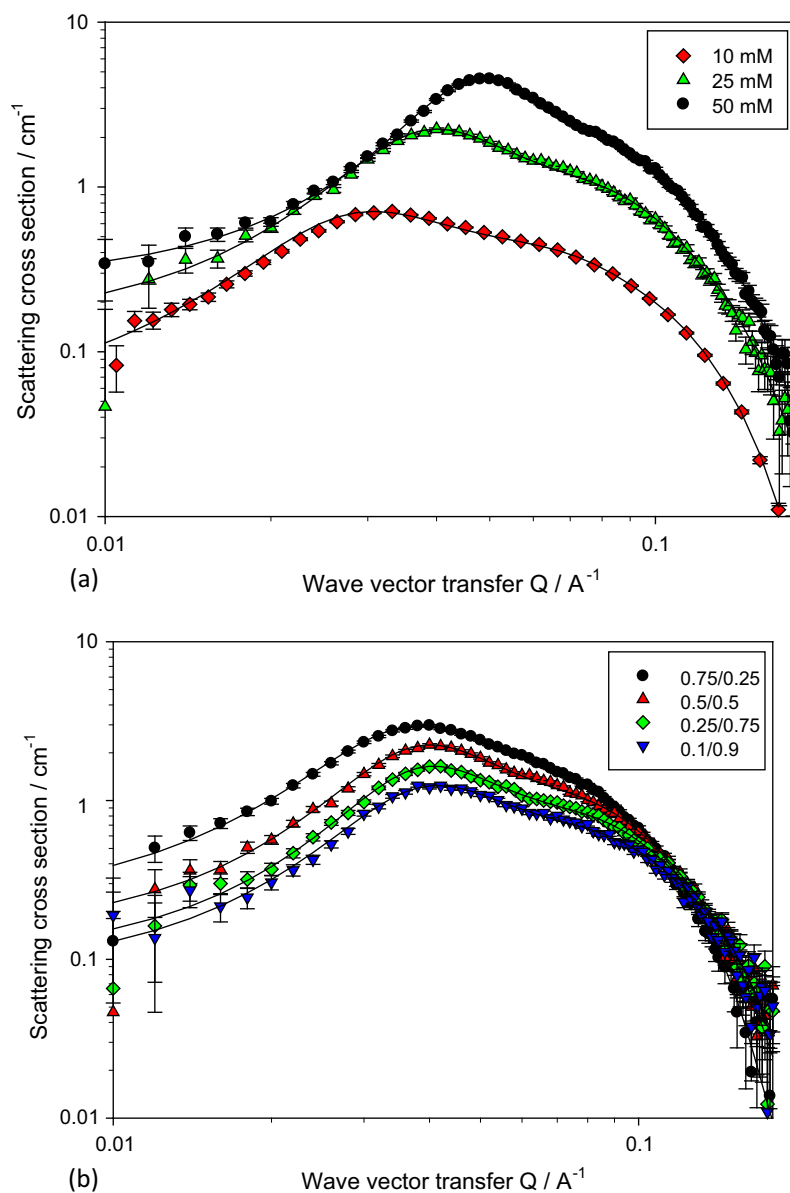 10
1
0.1
0.01
Scattering cross section / cm-1
10 mM
25 mM
50 mM
0.01
0.1
(a)
Wave vector transfer Q / A-1
10
1
0.1
0.01
Scattering cross section / cm-1
0.75/0.25
0.5/0.5
0.25/0.75
0.1/0.9
0.01
0.1
(b)
Wave vector transfer Q / A-1